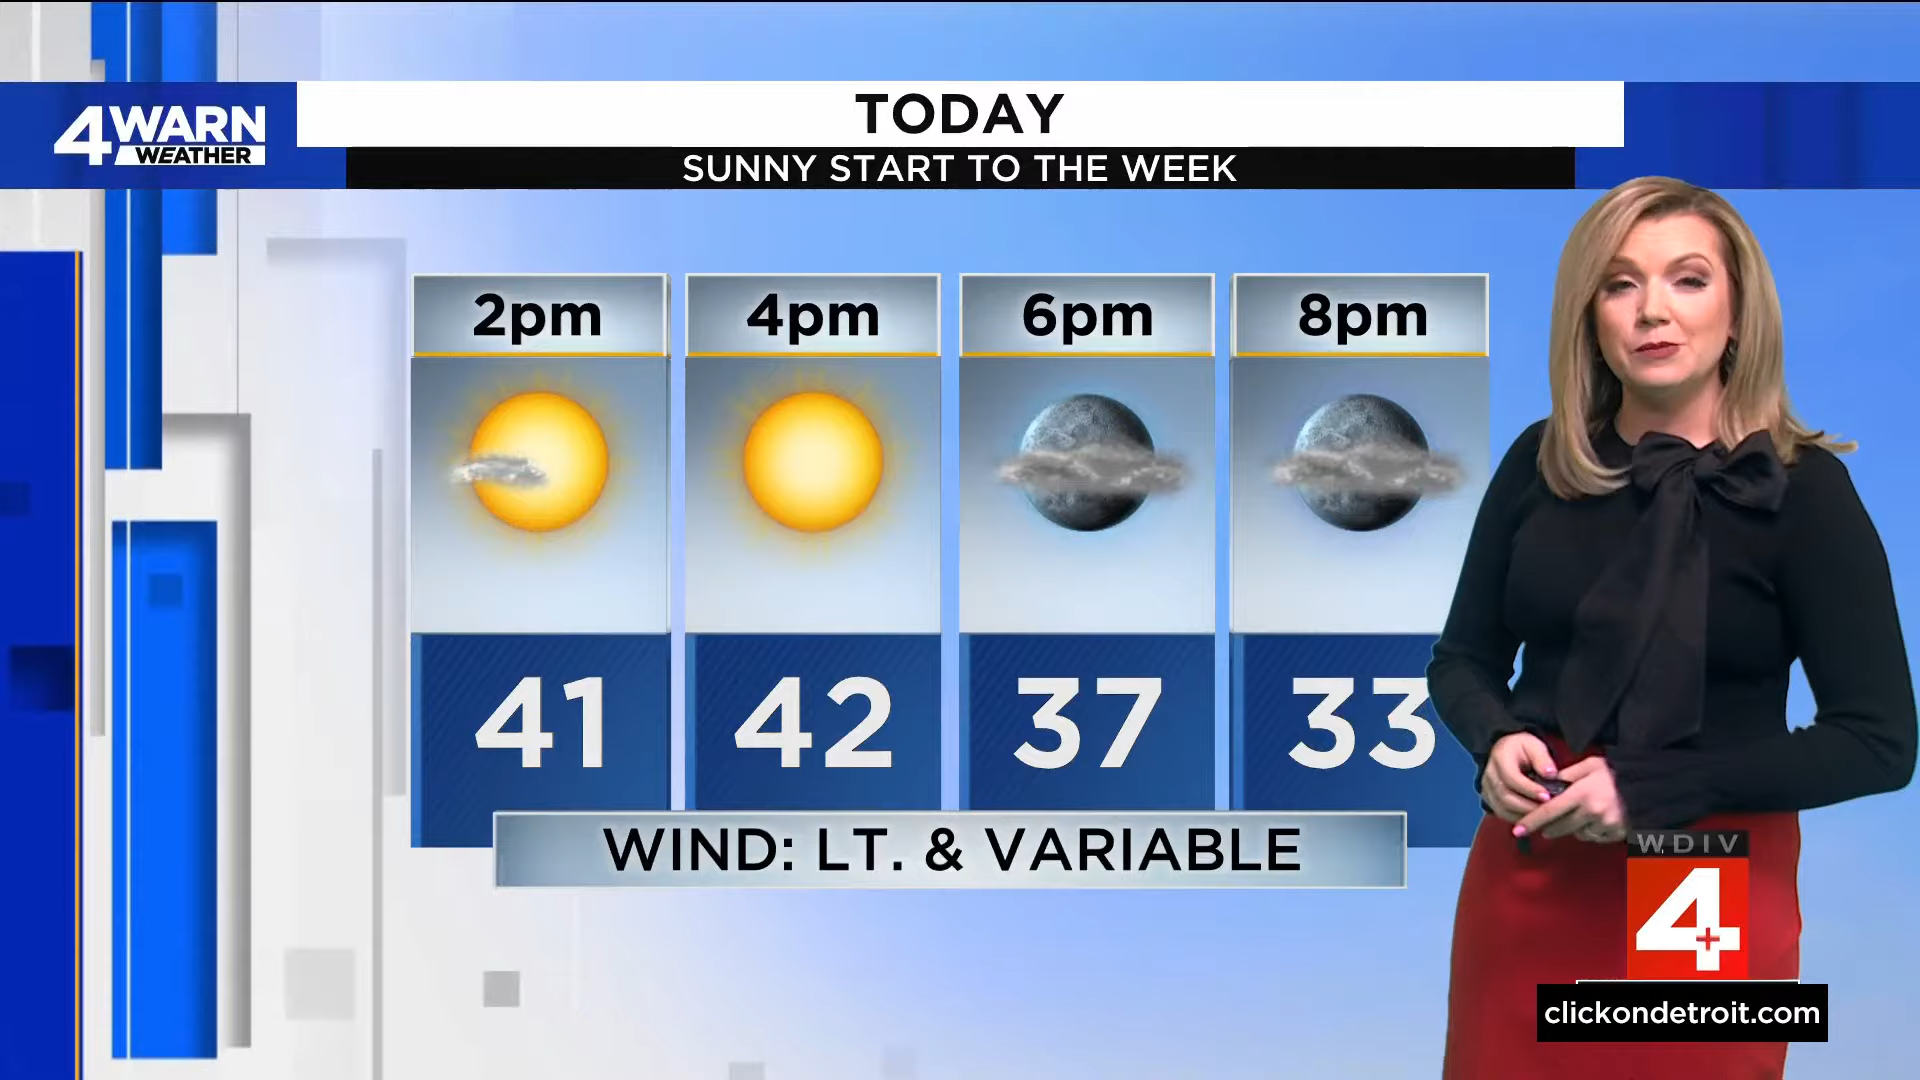 4WARN
WEATHER
TODAY
SUNNY START TO THE WEEK
2pm
4pm
6pm
8pm
41
42
37
33
WIND: LT. & VARIABLE
WDIV
4+
clickondetroit.com